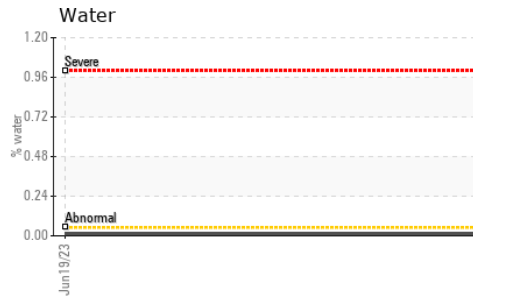 Water
1.20
Severe
0.96
0.72
% water
0.48
0.24
Abnormal
0.00
Jun19/23